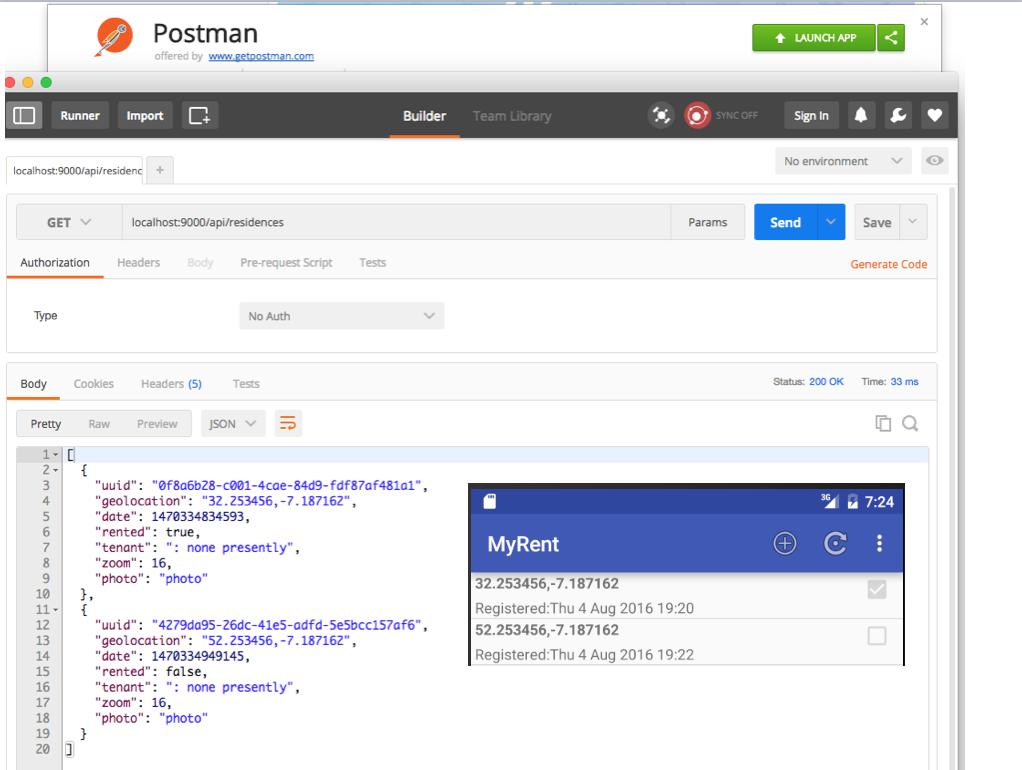 Postman
offered by www.getpostman.com
LAUNCH APP
Runner Import Builder Team Library SYNC OFF Sign In
localhost:9000/api/residenc + No environment
GET localhost:9000/api/residences Params Send Save
Authorization Headers Body Pre-request Script Tests Generate Code
Type No Auth
Body Cookies Headers (5) Tests Status: 200 OK Time: 33 ms
Pretty Raw Preview JSON
1 [
2 {
3 "uuid": "0f8a6b28-c001-4cae-84d9-fdf87af481a1",
4 "geolocation": "32.253456,-7.187162",
5 "date": 1470334834593,
6 "rented": true,
7 "tenant": ": none presently",
8 "zoom": 16,
9 "photo": "photo"
10 },
11 {
12 "uuid": "4279da95-26dc-41e5-adfd-5e5bcc157af6",
13 "geolocation": "52.253456,-7.187162",
14 "date": 1470334949145,
15 "rented": false,
16 "tenant": ": none presently",
17 "zoom": 16,
18 "photo": "photo"
19 }
20 ]
3G 7:24
MyRent
32.253456,-7.187162
Registered:Thu 4 Aug 2016 19:20
52.253456,-7.187162
Registered:Thu 4 Aug 2016 19:22